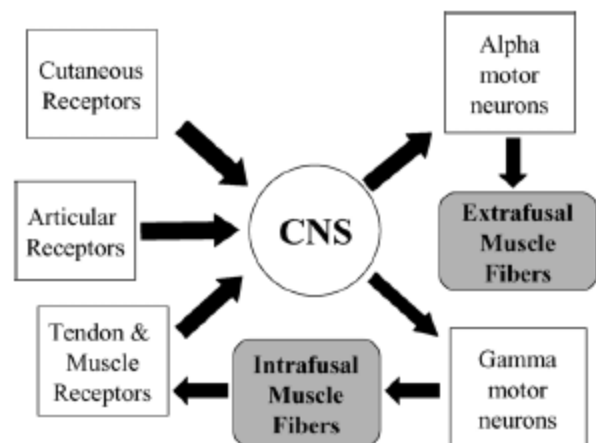 Cutaneous
Receptors
Alpha
motor
neurons
Articular
Receptors
CNS
Extrafusal
Muscle
Fibers
Tendon &
Muscle
Receptors
Intrafusal
Muscle
Fibers
Gamma
motor
neurons